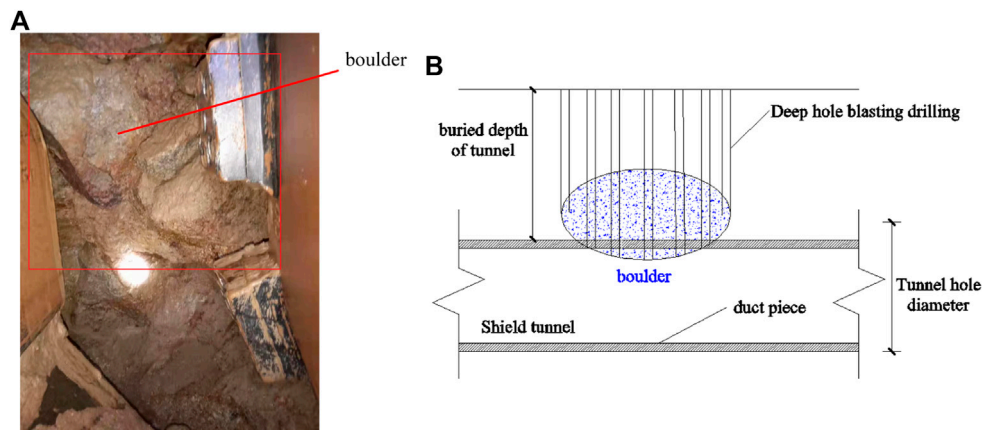 A
boulder
B
buried depth
of tunnel
Deep hole blasting drilling
boulder
Tunnel hole
diameter
duct piece
Shield tunnel